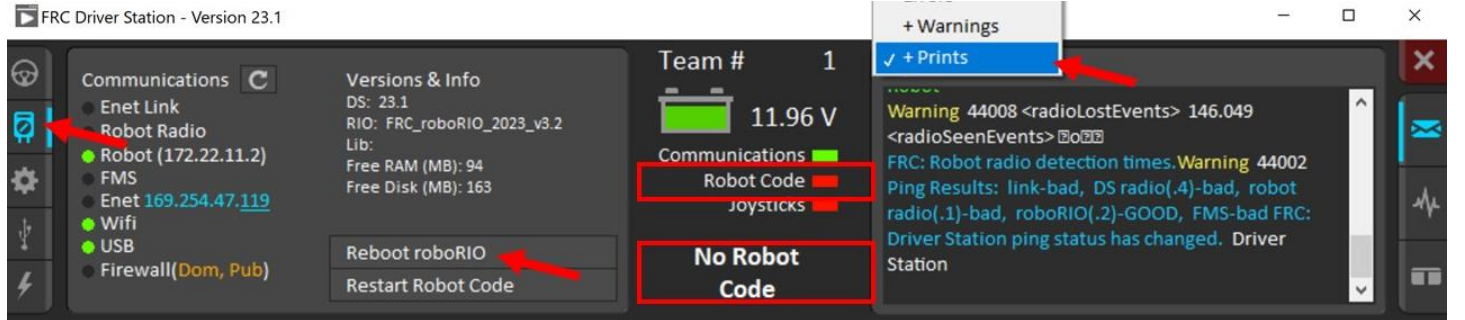 FRC Driver Station - Version 23.1
+ Warnings
✓ + Prints
Communications
Enet Link
Robot Radio
Robot (172.22.11.2)
FMS
Enet 169.254.47.119
Wifi
USB
Firewall(Dom, Pub)
Versions & Info
DS: 23.1
RIO: FRC_roboRIO_2023_v3.2
Lib:
Free RAM (MB): 94
Free Disk (MB): 163
Reboot roboRIO
Restart Robot Code
Team # 1
11.96 V
Communications
Robot Code
Joysticks
No Robot
Code
Warning 44008 <radioLostEvents> 146.049
<radioSeenEvents>
FRC: Robot radio detection times.Warning 44002
Ping Results: link-bad, DS radio(.4)-bad, robot
radio(.1)-bad, roboRIO(.2)-GOOD, FMS-bad FRC:
Driver Station ping status has changed. Driver
Station